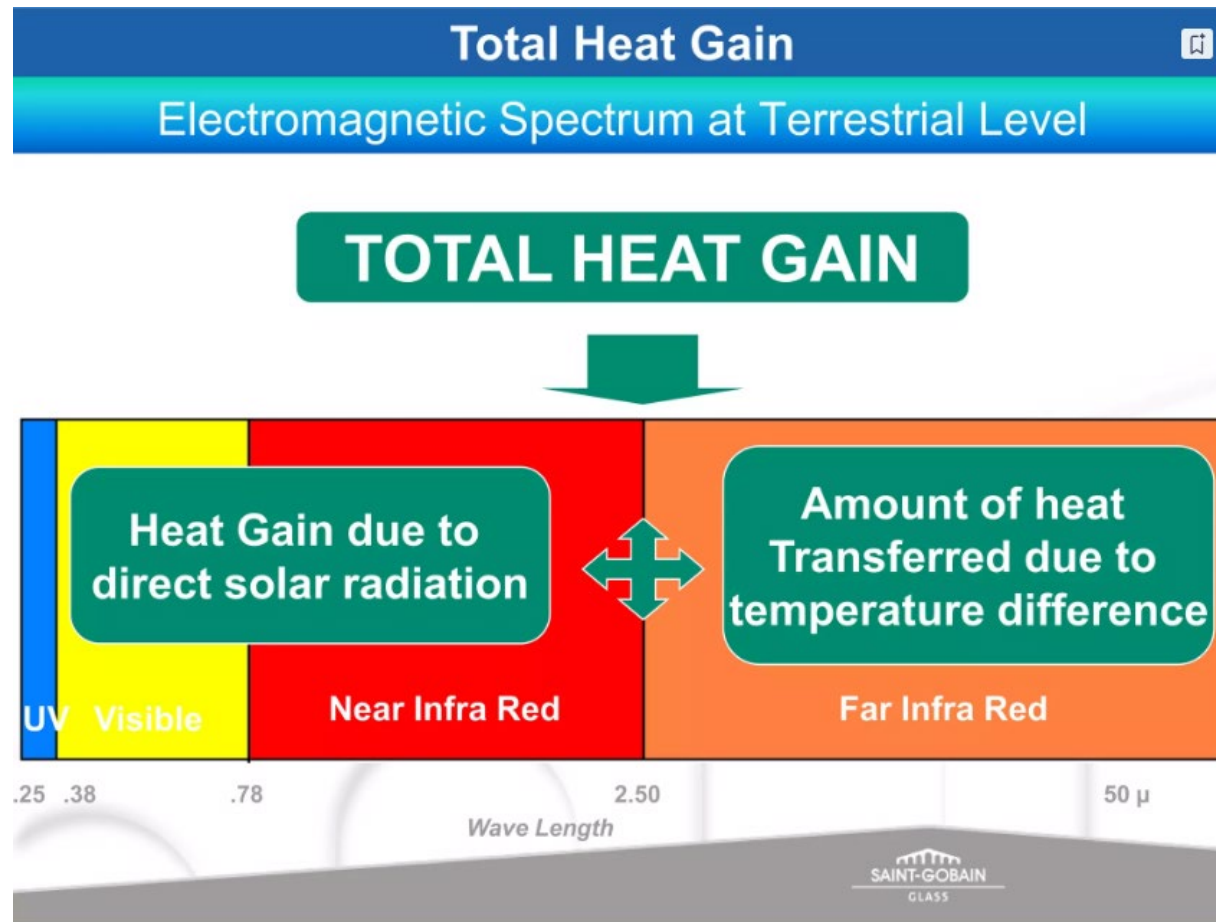 Total Heat Gain
Electromagnetic Spectrum at Terrestrial Level
TOTAL HEAT GAIN
Heat Gain due to
direct solar radiation
Amount of heat
Transferred due to
temperature difference
UV Visible Near Infra Red Far Infra Red
.25 .38 .78 2.50 50 µ
Wave Length
SAINT-GOBAIN
GLASS